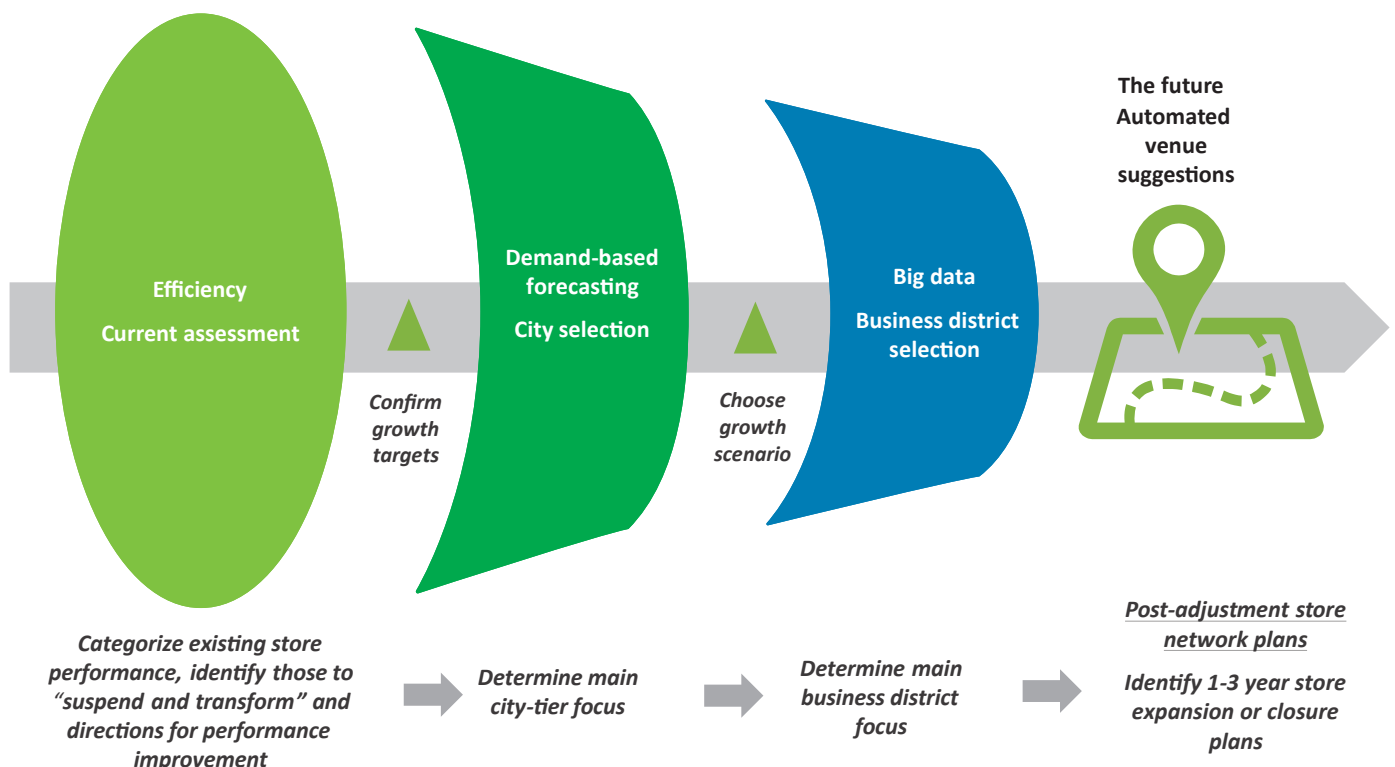 The future
Automated
venue
suggestions
Efficiency
Current assessment
Demand-based
forecasting
City selection
Big data
Business district
selection
Confirm
growth
targets
Choose
growth
scenario
Categorize existing store
performance, identify those to
“suspend and transform” and
directions for performance
improvement
Determine main
city-tier focus
Determine main
business district
focus
Post-adjustment store
network plans
Identify 1-3 year store
expansion or closure
plans